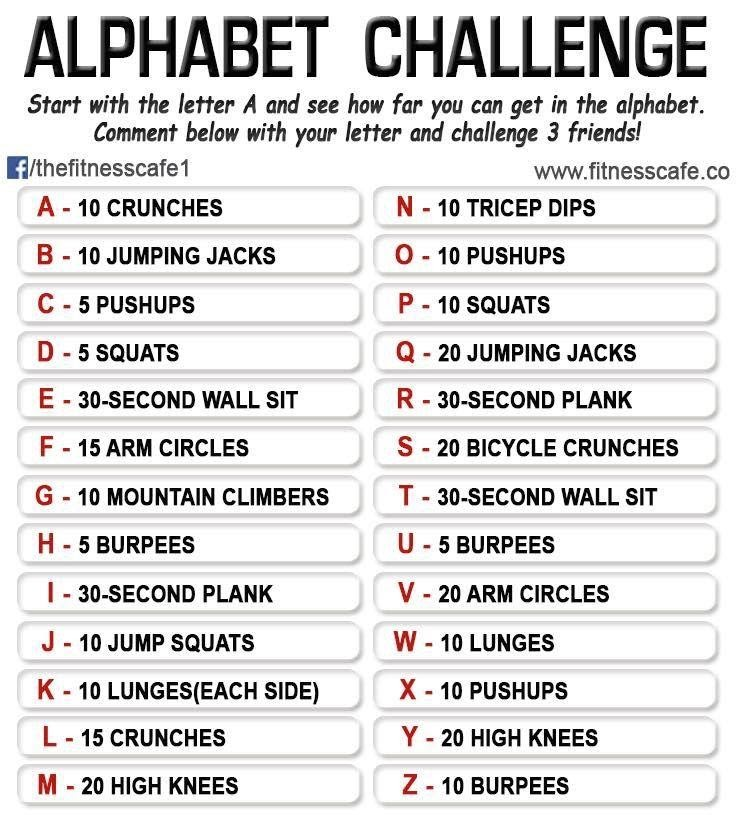 ALPHABET CHALLENGE
Start with the letter A and see how far you can get in the alphabet.
Comment below with your letter and challenge 3 friends!
f/thefitnesscafe1
www.fitnesscafe.co
A - 10 CRUNCHES
B - 10 JUMPING JACKS
C - 5 PUSHUPS
D - 5 SQUATS
E - 30-SECOND WALL SIT
F - 15 ARM CIRCLES
G - 10 MOUNTAIN CLIMBERS
H - 5 BURPEES
I - 30-SECOND PLANK
J - 10 JUMP SQUATS
K - 10 LUNGES(EACH SIDE)
L - 15 CRUNCHES
M - 20 HIGH KNEES
N - 10 TRICEP DIPS
O - 10 PUSHUPS
P - 10 SQUATS
Q - 20 JUMPING JACKS
R - 30-SECOND PLANK
S - 20 BICYCLE CRUNCHES
T - 30-SECOND WALL SIT
U - 5 BURPEES
V - 20 ARM CIRCLES
W - 10 LUNGES
X - 10 PUSHUPS
Y - 20 HIGH KNEES
Z - 10 BURPEES